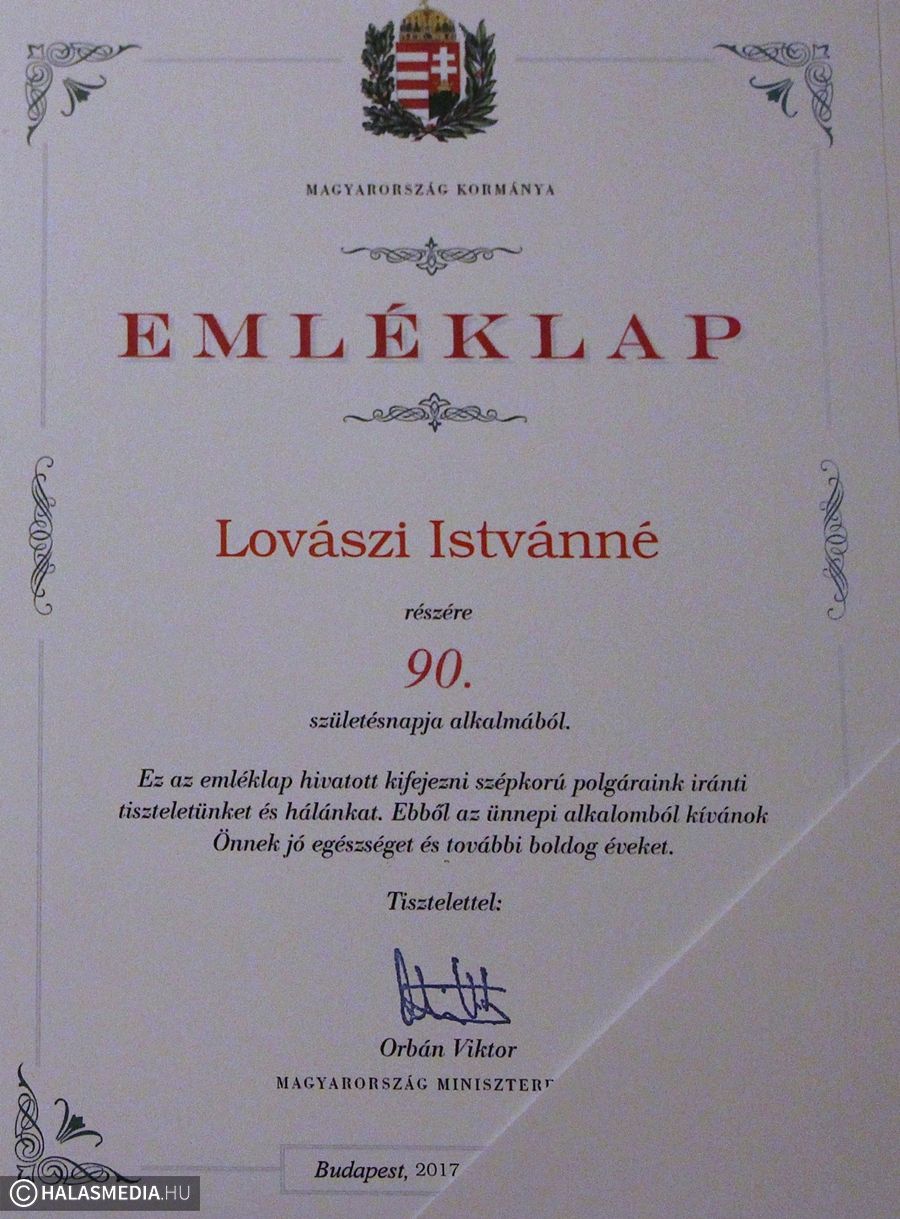 MAGYARORSZÁG KORMÁNYA
EMLÉKLAP
Lovászi Istvánné
részére
90.
születésnapja alkalmából.
Ez az emléklap hivatott kifejezni szépkorú polgáraink iránti
tiszteletünket és hálánkat. Ebből az ünnepi alkalomból kívánok
Önnek jó egészséget és további boldog éveket.
Tisztelettel:
Orbán Viktor
MAGYARORSZÁG
Budapest, 2017
© HALASMEDIA.HU